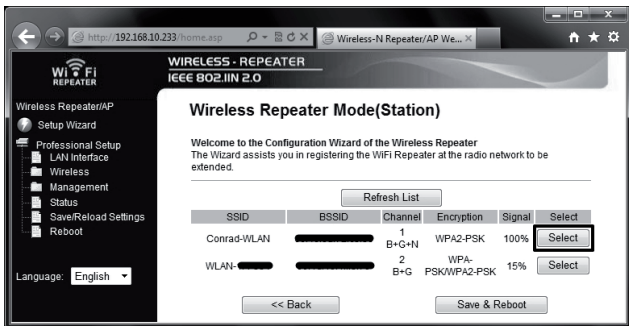 http://192.168.10.233/home.asp
Wireless-N Repeater/AP We...
Wi Fi
REPEATER
WIRELESS - REPEATER
IEEE 802.11N 2.0
Wireless Repeater/AP
Setup Wizard
Professional Setup
LAN Interface
Wireless
Management
Status
Save/Reload Settings
Reboot
Language: English
Wireless Repeater Mode(Station)
Welcome to the Configuration Wizard of the Wireless Repeater
The Wizard assists you in registering the WiFi Repeater at the radio network to be
extended.
Refresh List
SSID BSSID Channel Encryption Signal Select
Conrad-WLAN 1 B+G+N WPA2-PSK 100% Select
WLAN- 2 B+G WPA-PSK/WPA2-PSK 15% Select
<< Back Save & Reboot